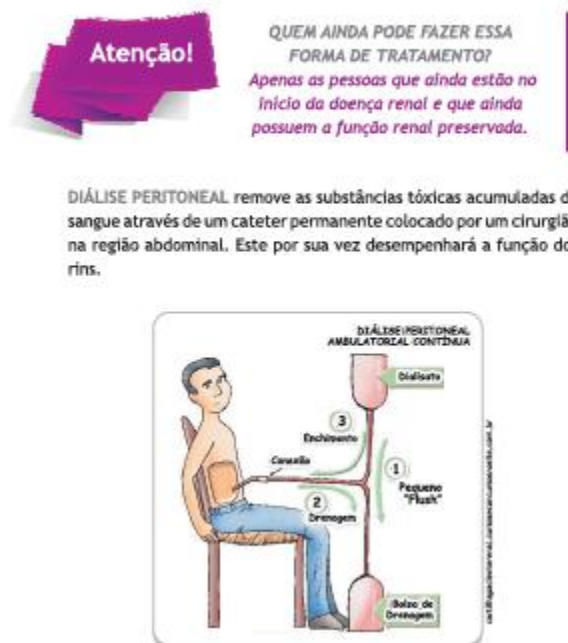 Atenção!
QUEM AINDA PODE FAZER ESSA
FORMA DE TRATAMENTO?
Apenas as pessoas que ainda estão no
início da doença renal e que ainda
possuem a função renal preservada.
DIÁLISE PERITONEAL remove as substâncias tóxicas acumuladas d
sangue através de um cateter permanente colocado por um cirurgiã
na região abdominal. Este por sua vez desempenhará a função do
rins.
DIÁLISE PERITONEAL
AMBULATORIAL CONTÍNUA
Dialisato
3
Enchimento
Conexão
1
Pequeno
"Flush"
2
Drenagem
Bolsa de
Drenagem